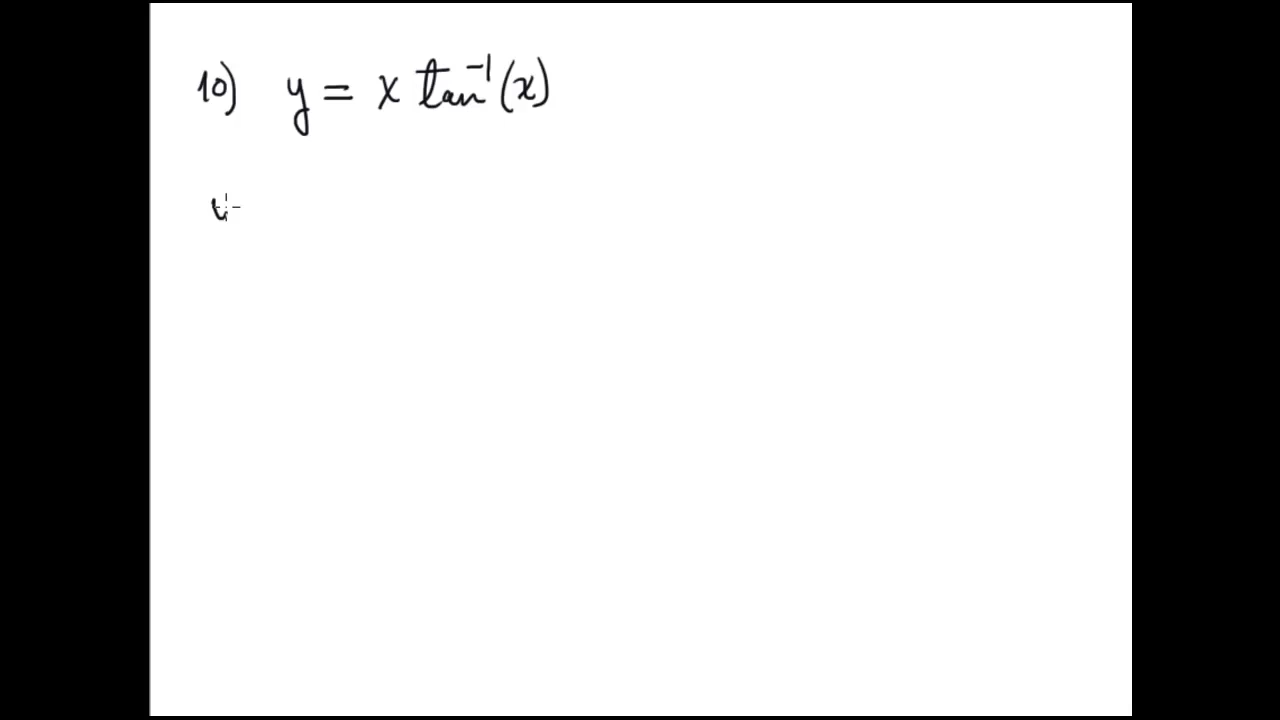 10) y = x tan⁻¹(x)